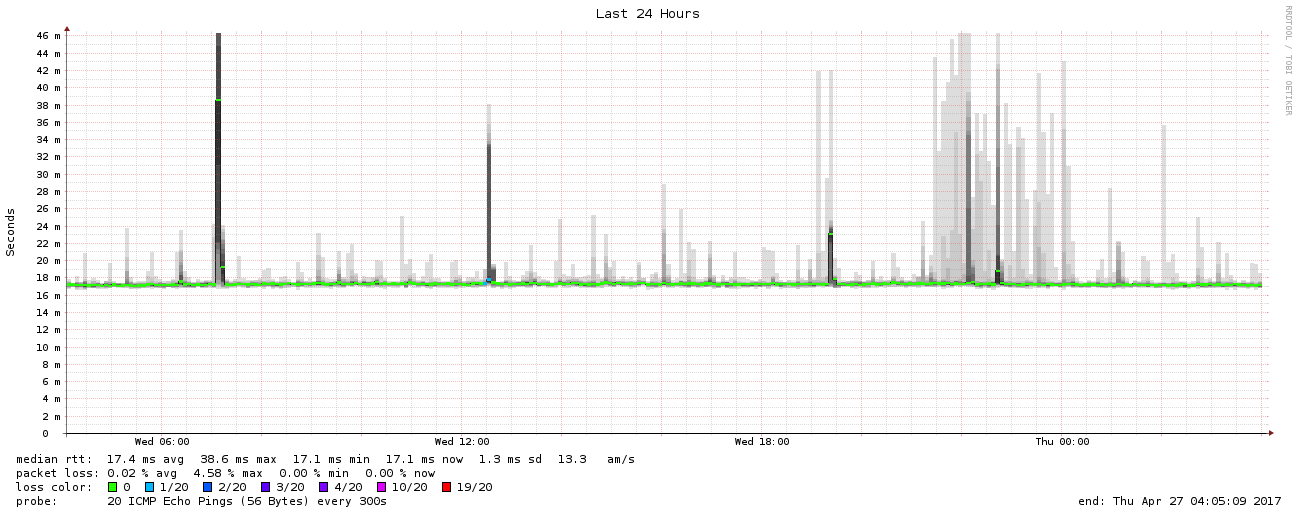 Last 24 Hours
RRDTOOL / TOBI OETIKER
Seconds
46 m
44 m
42 m
40 m
38 m
36 m
34 m
32 m
30 m
28 m
26 m
24 m
22 m
20 m
18 m
16 m
14 m
12 m
10 m
8 m
6 m
4 m
2 m
0
Wed 06:00 Wed 12:00 Wed 18:00 Thu 00:00
median rtt: 17.4 ms avg 38.6 ms max 17.1 ms min 17.1 ms now 1.3 ms sd 13.3 am/s
packet loss: 0.02 % avg 4.58 % max 0.00 % min 0.00 % now
loss color: 0 1/20 2/20 3/20 4/20 10/20 19/20
probe: 20 ICMP Echo Pings (56 Bytes) every 300s end: Thu Apr 27 04:05:09 2017